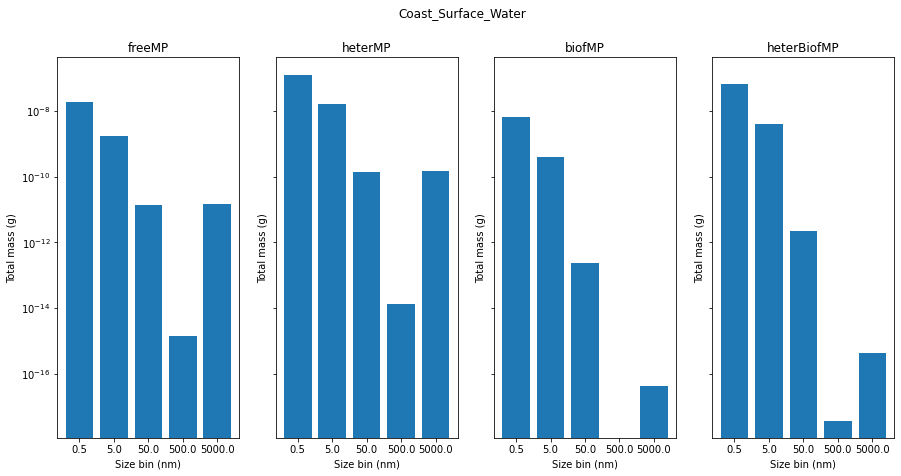 Coast_Surface_Water
freeMP
heterMP
biofMP
heterBiofMP
10⁻⁸
10⁻¹⁰
10⁻¹²
10⁻¹⁴
10⁻¹⁶
Total mass (g)
Total mass (g)
Total mass (g)
Total mass (g)
0.5 5.0 50.0 500.0 5000.0
0.5 5.0 50.0 500.0 5000.0
0.5 5.0 50.0 500.0 5000.0
0.5 5.0 50.0 500.0 5000.0
Size bin (nm)
Size bin (nm)
Size bin (nm)
Size bin (nm)